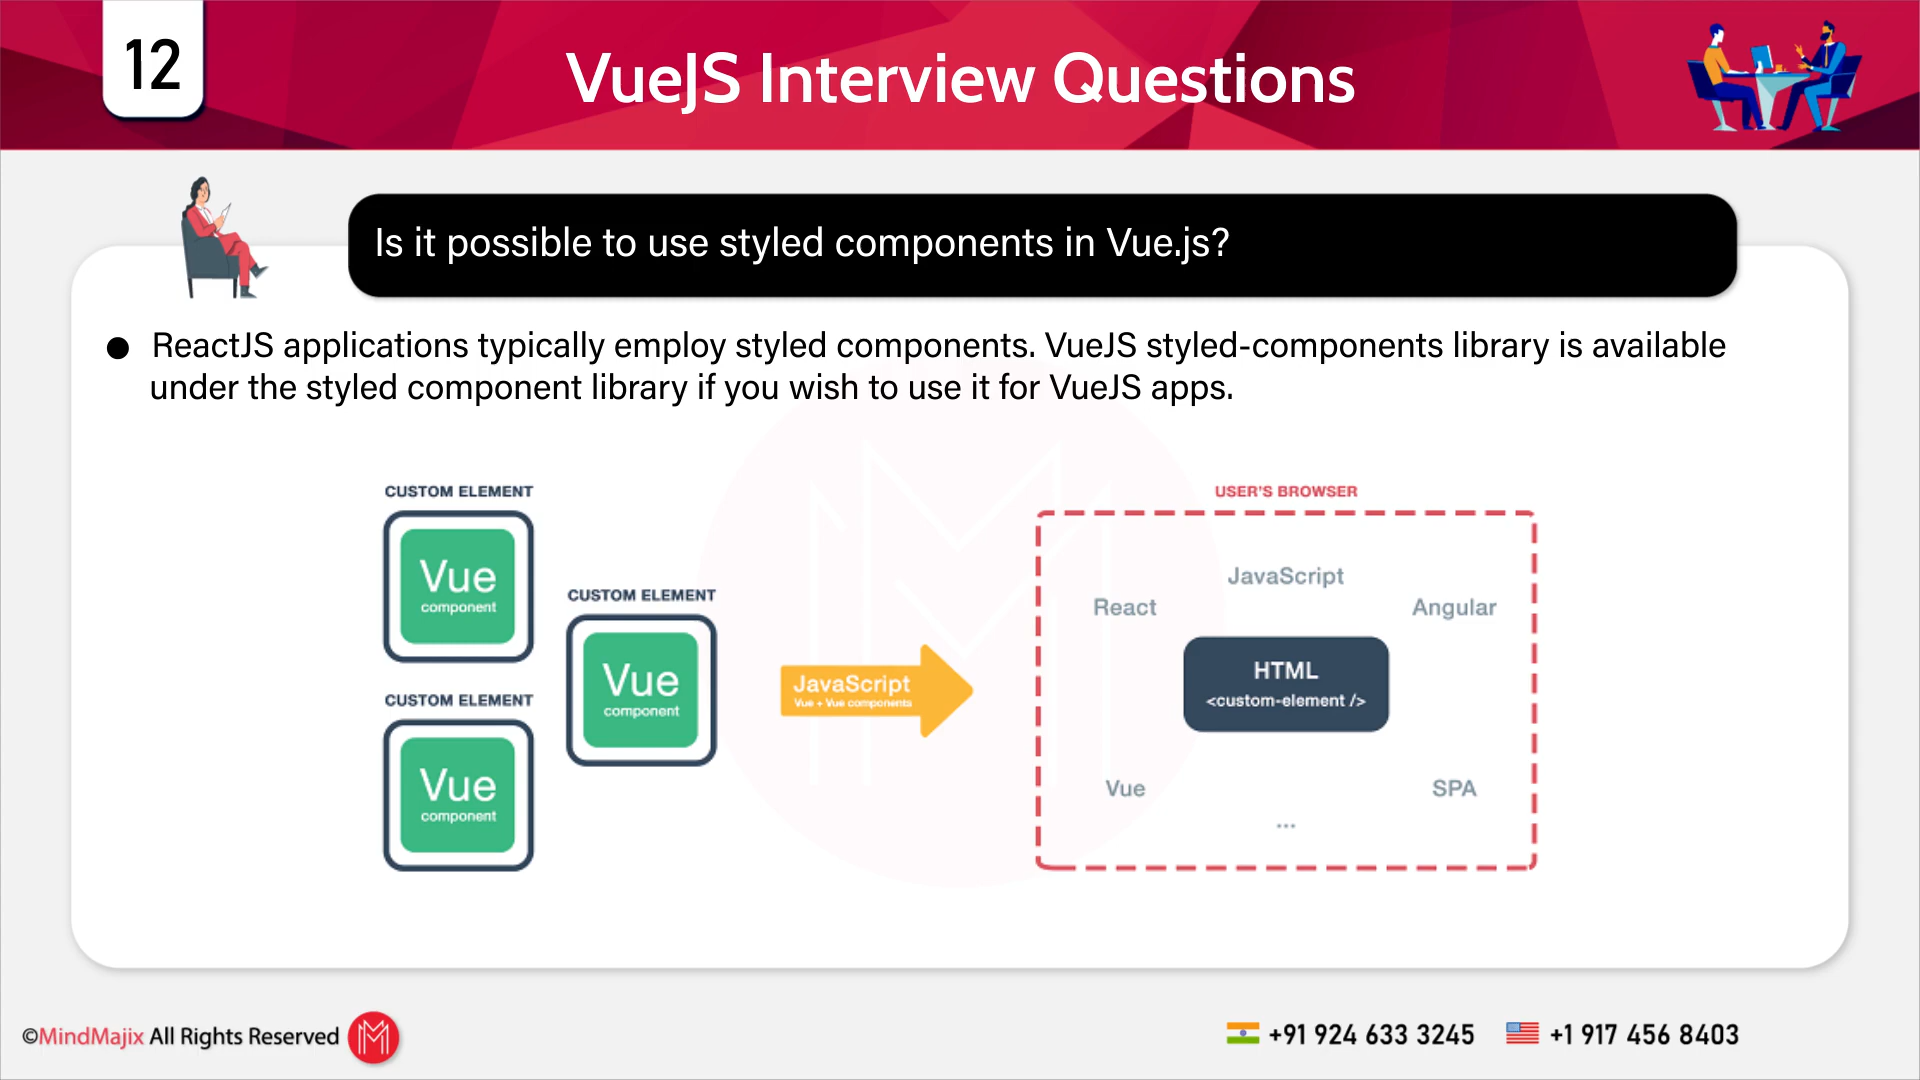 12
VueJS Interview Questions
Is it possible to use styled components in Vue.js?
● ReactJS applications typically employ styled components. VueJS styled-components library is available
under the styled component library if you wish to use it for VueJS apps.
CUSTOM ELEMENT
Vue
component
CUSTOM ELEMENT
Vue
component
CUSTOM ELEMENT
Vue
component
JavaScript
Vue + Vue components
USER'S BROWSER
JavaScript
React
Angular
HTML
<custom-element />
Vue
SPA
...
©MindMajix All Rights Reserved
+91 924 633 3245
+1 917 456 8403